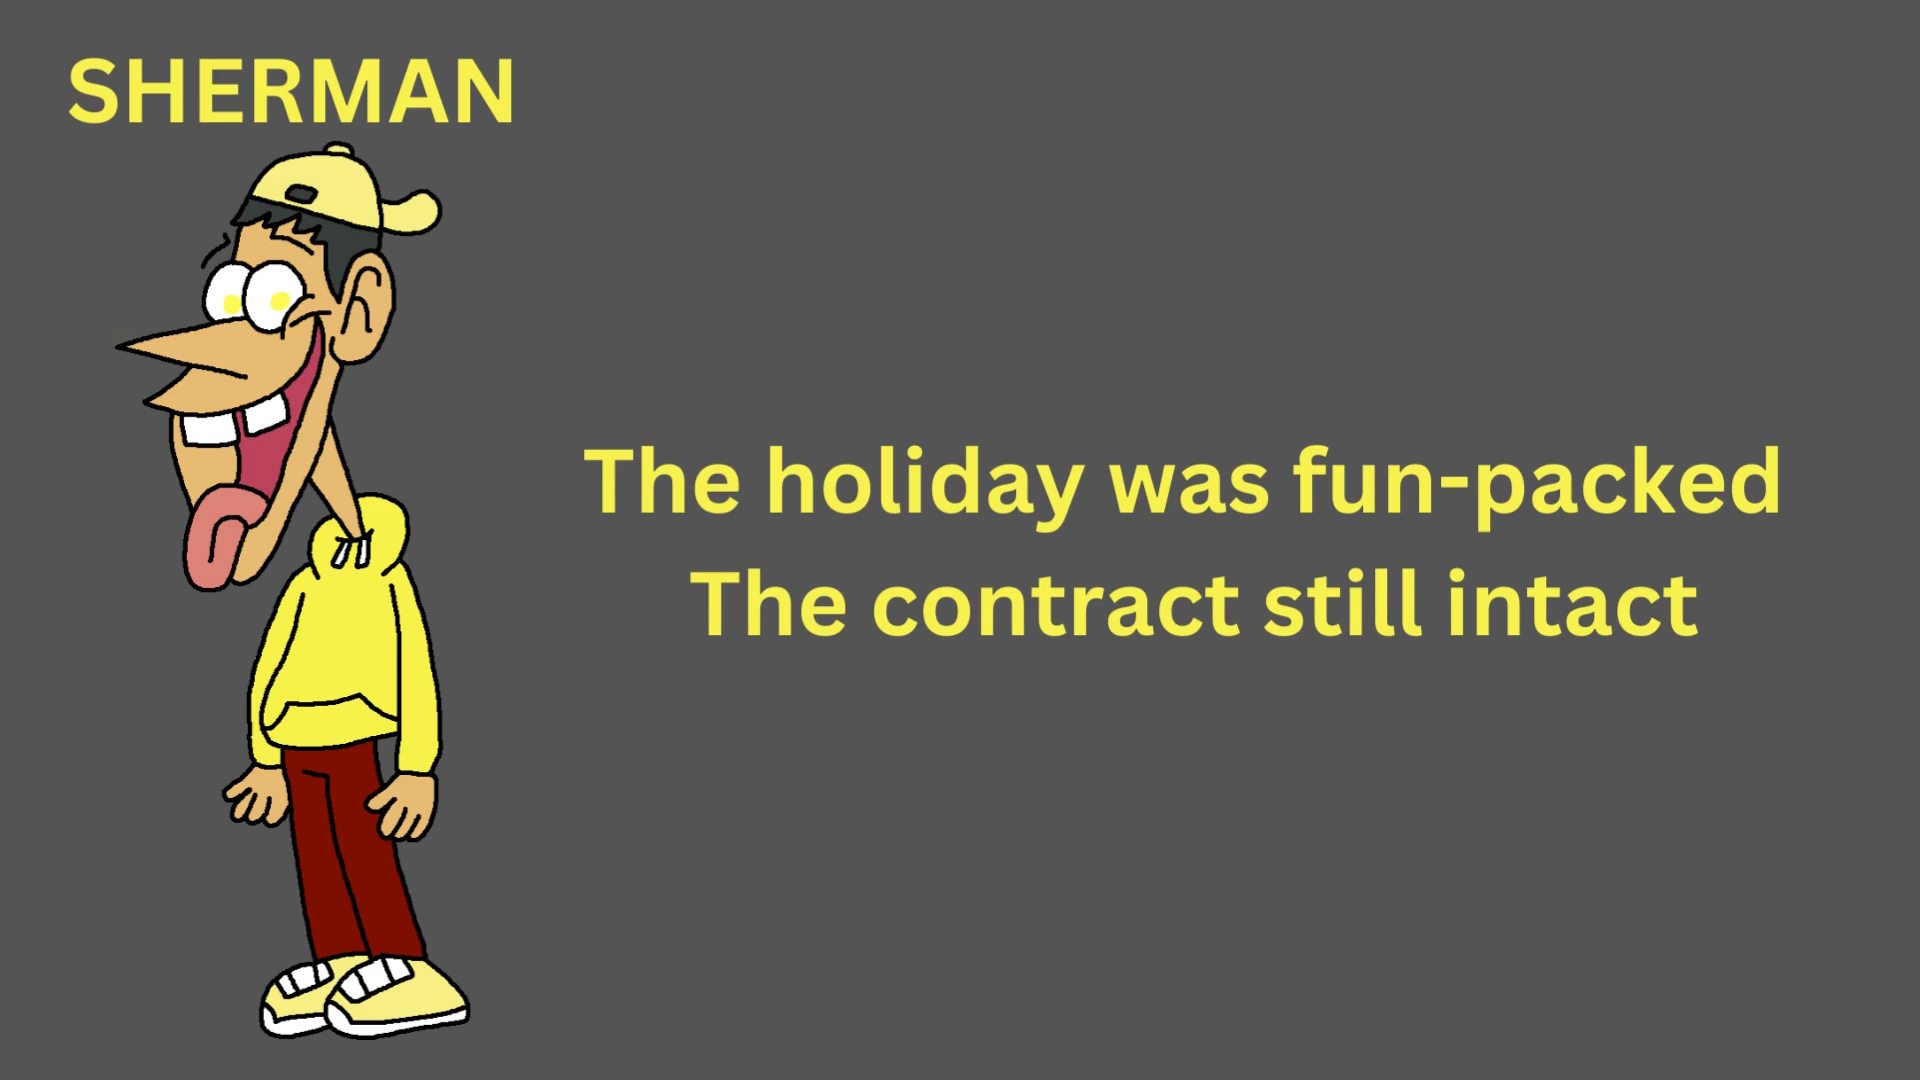 SHERMAN
The holiday was fun-packed
The contract still intact